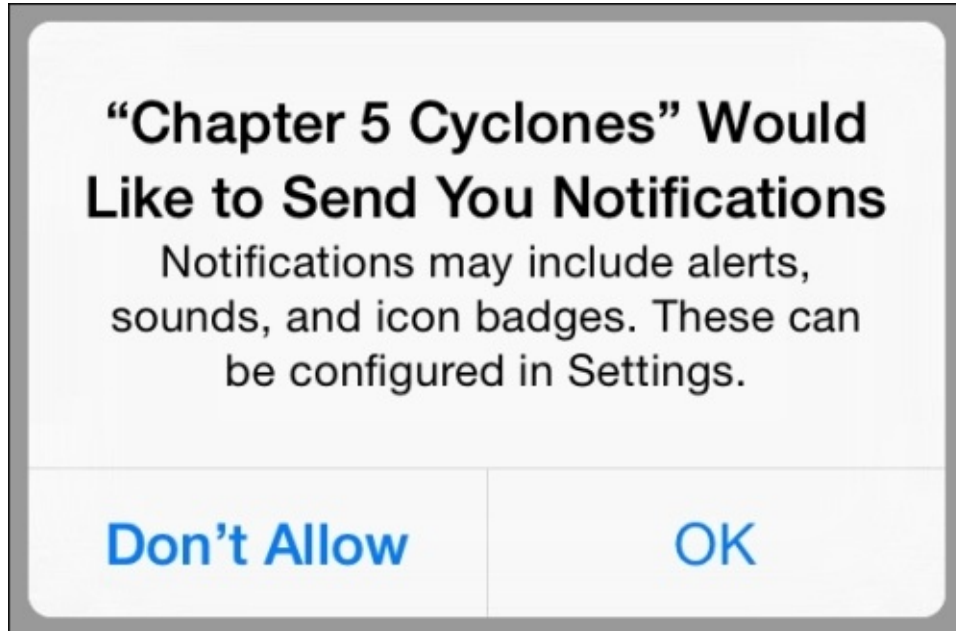 “Chapter 5 Cyclones” Would
Like to Send You Notifications
Notifications may include alerts,
sounds, and icon badges. These can
be configured in Settings.
Don’t Allow
OK